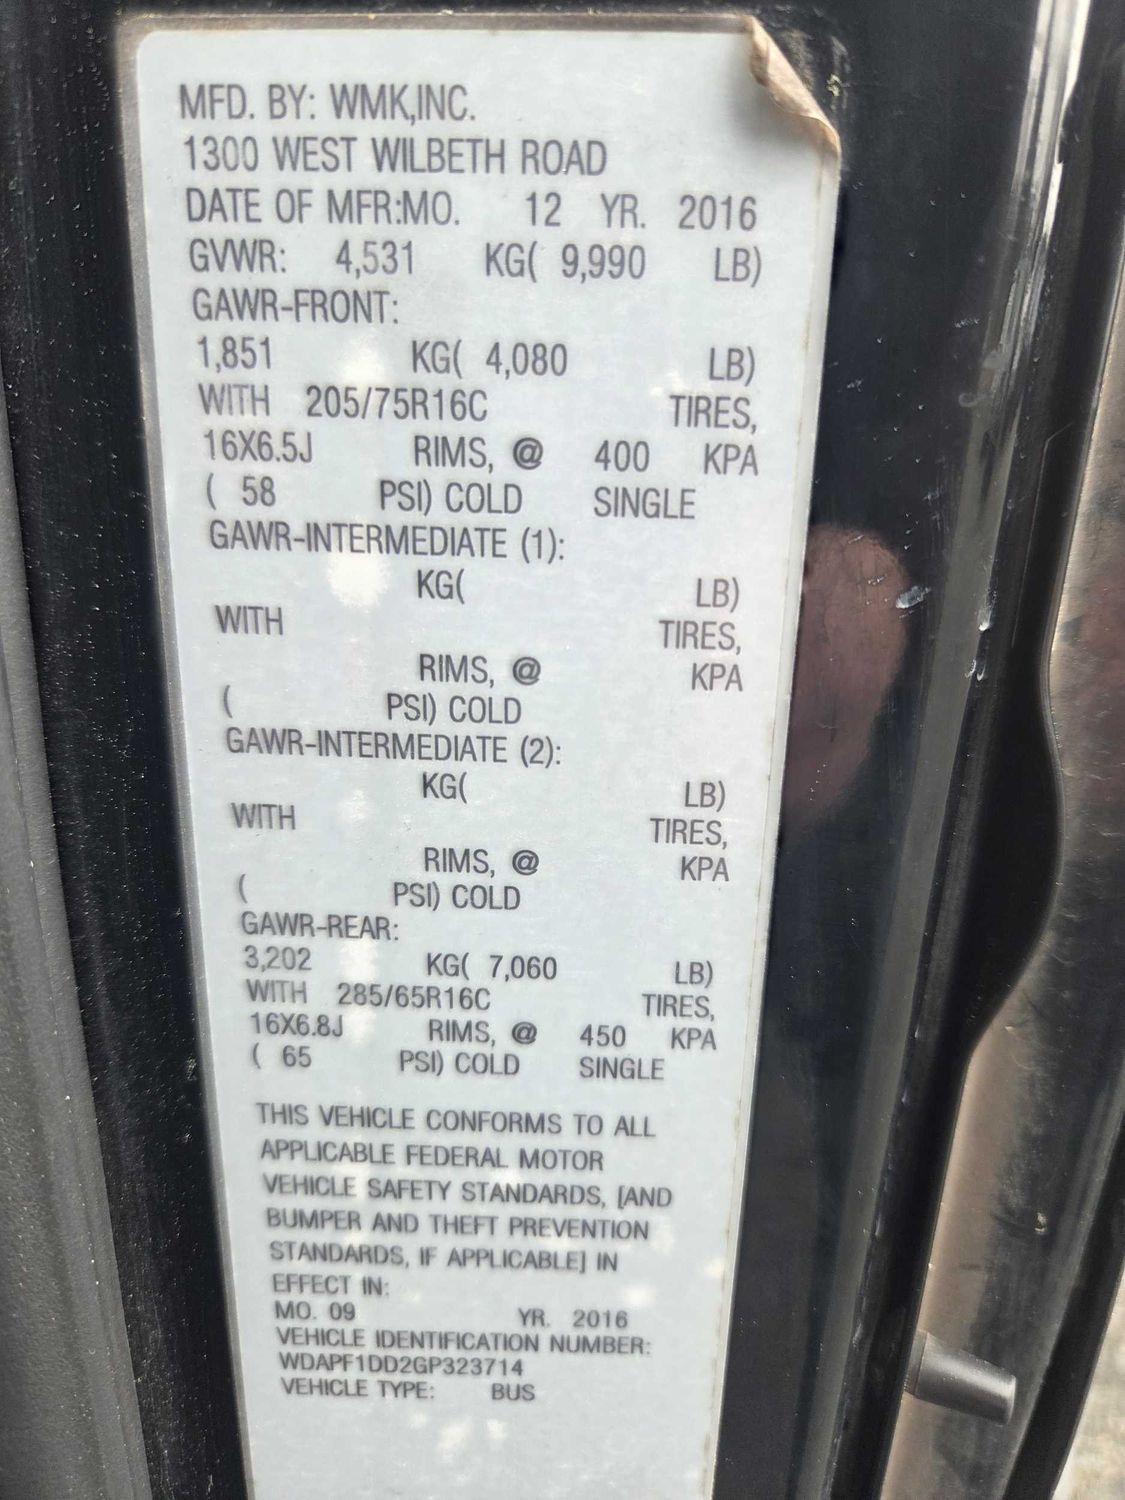 MFD. BY: WMK,INC.
1300 WEST WILBETH ROAD
DATE OF MFR:MO. 12 YR. 2016
GVWR: 4,531 KG( 9,990 LB)
GAWR-FRONT:
1,851 KG( 4,080 LB)
WITH 205/75R16C TIRES,
16X6.5J RIMS, @ 400 KPA
( 58 PSI) COLD SINGLE
GAWR-INTERMEDIATE (1):
KG( LB)
WITH TIRES,
RIMS, @ KPA
( PSI) COLD
GAWR-INTERMEDIATE (2):
KG( LB)
WITH TIRES,
RIMS, @ KPA
( PSI) COLD
GAWR-REAR:
3,202 KG( 7,060 LB)
WITH 285/65R16C TIRES,
16X6.8J RIMS, @ 450 KPA
( 65 PSI) COLD SINGLE
THIS VEHICLE CONFORMS TO ALL
APPLICABLE FEDERAL MOTOR
VEHICLE SAFETY STANDARDS, [AND
BUMPER AND THEFT PREVENTION
STANDARDS, IF APPLICABLE] IN
EFFECT IN:
MO. 09 YR. 2016
VEHICLE IDENTIFICATION NUMBER:
WDAPF1DD2GP323714
VEHICLE TYPE: BUS